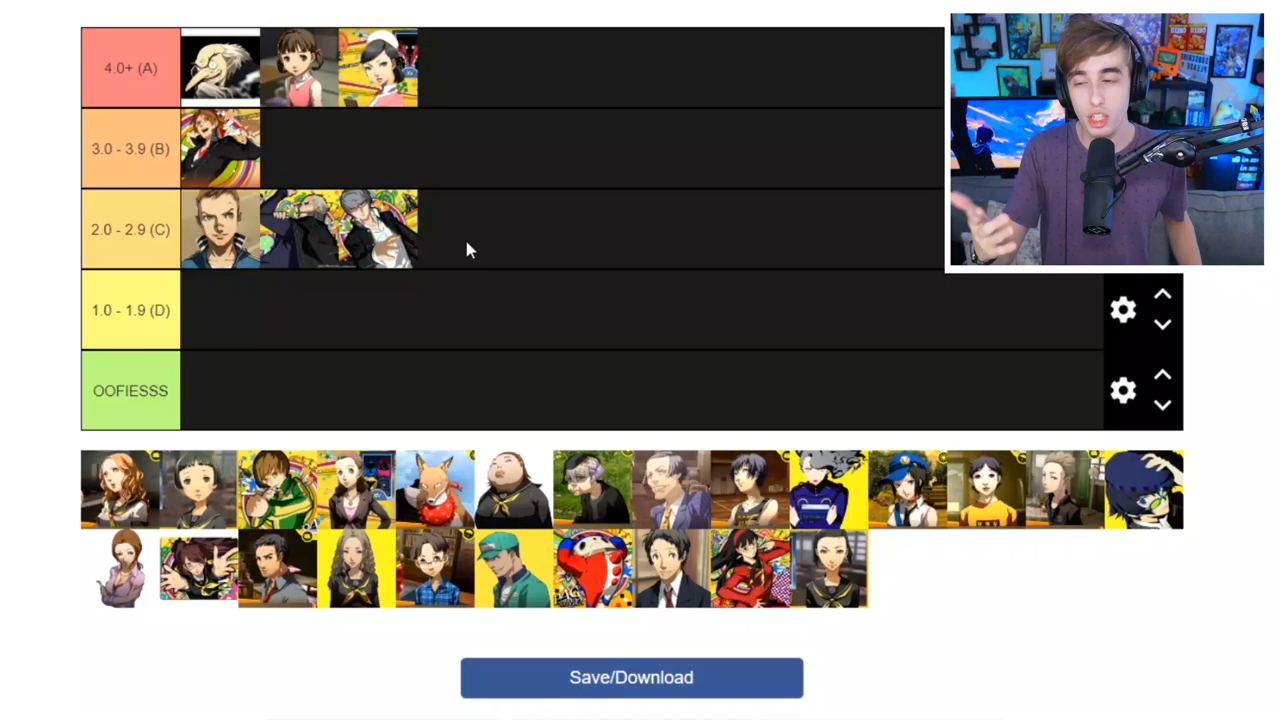 4.0+ (A)
3.0 - 3.9 (B)
2.0 - 2.9 (C)
1.0 - 1.9 (D)
OOFIESSS
Save/Download